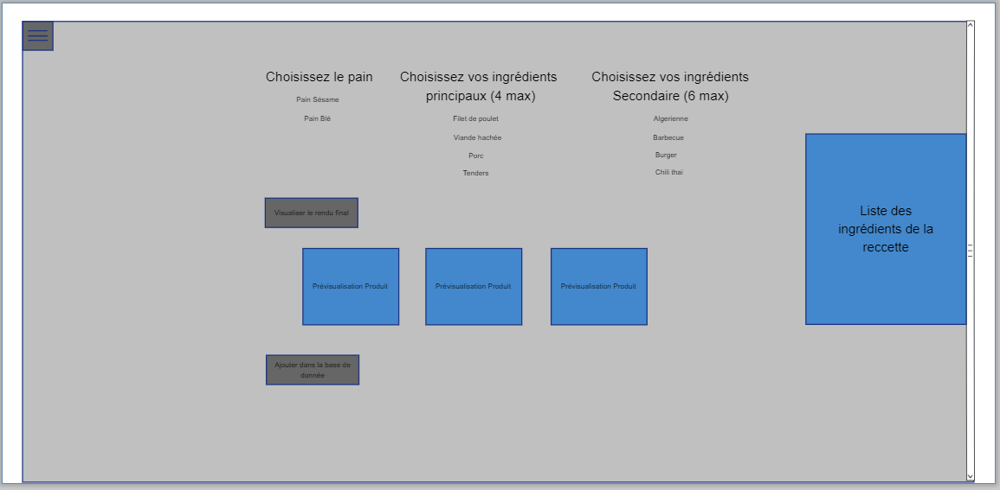 Choisissez le pain
Pain Sésame
Pain Blé
Choisissez vos ingrédients
principaux (4 max)
Filet de poulet
Viande hachée
Porc
Tenders
Choisissez vos ingrédients
Secondaire (6 max)
Algerienne
Barbecue
Burger
Chili thai
Liste des
ingrédients de la
reccette
Visualiser le rendu final
Prévisualisation Produit
Prévisualisation Produit
Prévisualisation Produit
Ajouter dans la base de
donnée